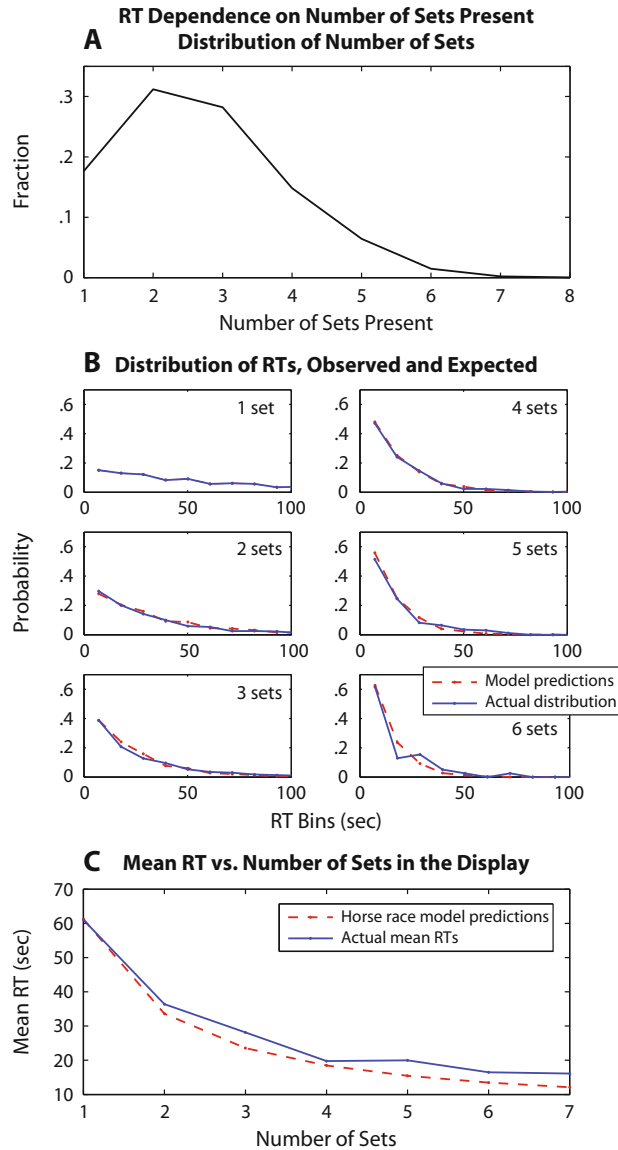 RT Dependence on Number of Sets Present
A Distribution of Number of Sets
.3
.2
.1
0
Fraction
1 2 3 4 5 6 7 8
Number of Sets Present
B Distribution of RTs, Observed and Expected
.6
.4
.2
0
1 set
0 50 100
.6
.4
.2
0
4 sets
0 50 100
.6
.4
.2
0
2 sets
0 50 100
.6
.4
.2
0
5 sets
0 50 100
Probability
.6
.4
.2
0
3 sets
0 50 100
.6
.4
.2
0
Model predictions
Actual distribution
6 sets
0 50 100
RT Bins (sec)
C Mean RT vs. Number of Sets in the Display
70
60
50
40
30
20
10
Mean RT (sec)
Horse race model predictions
Actual mean RTs
1 2 3 4 5 6 7
Number of Sets